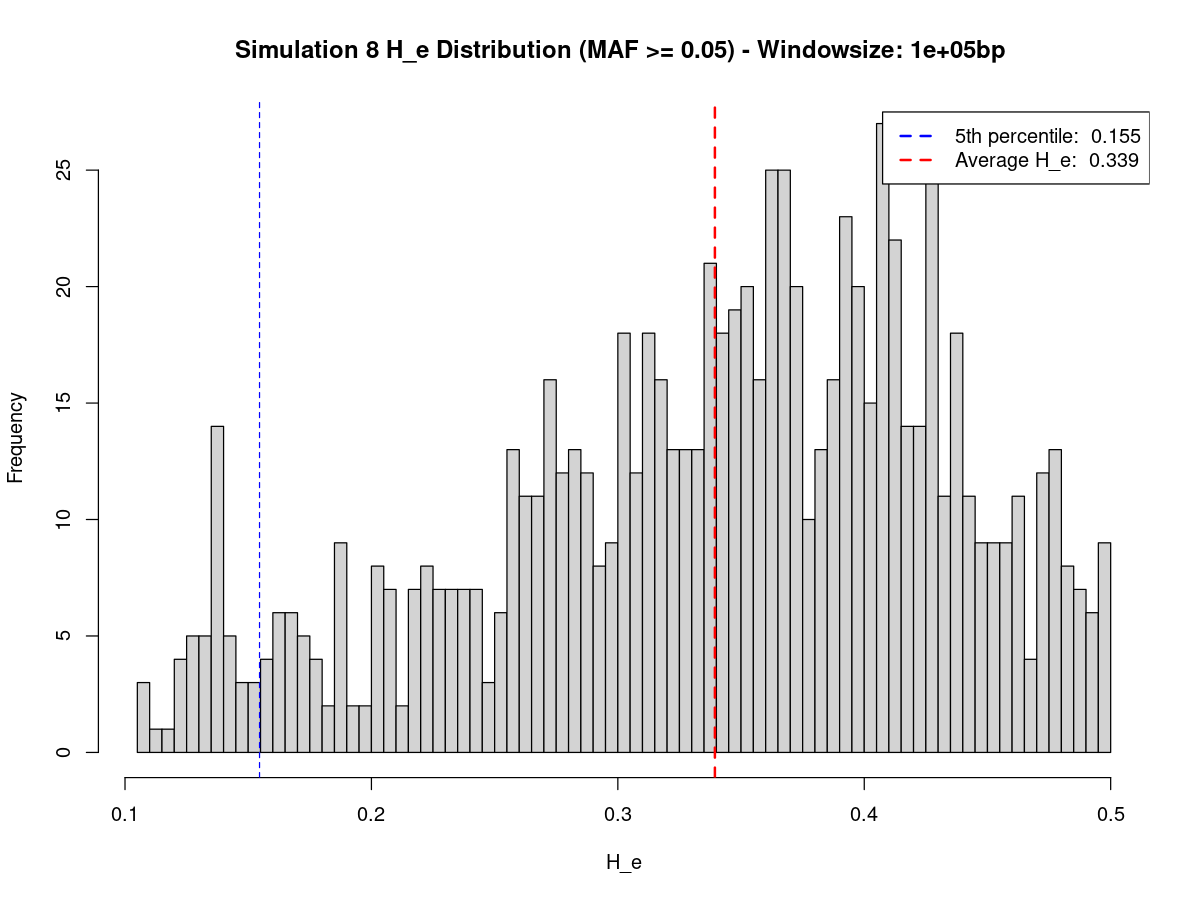 Simulation 8 H_e Distribution (MAF >= 0.05) - Windowsize: 1e+05bp
5th percentile: 0.155
Average H_e: 0.339
Frequency
25
20
15
10
5
0
0.1 0.2 0.3 0.4 0.5
H_e